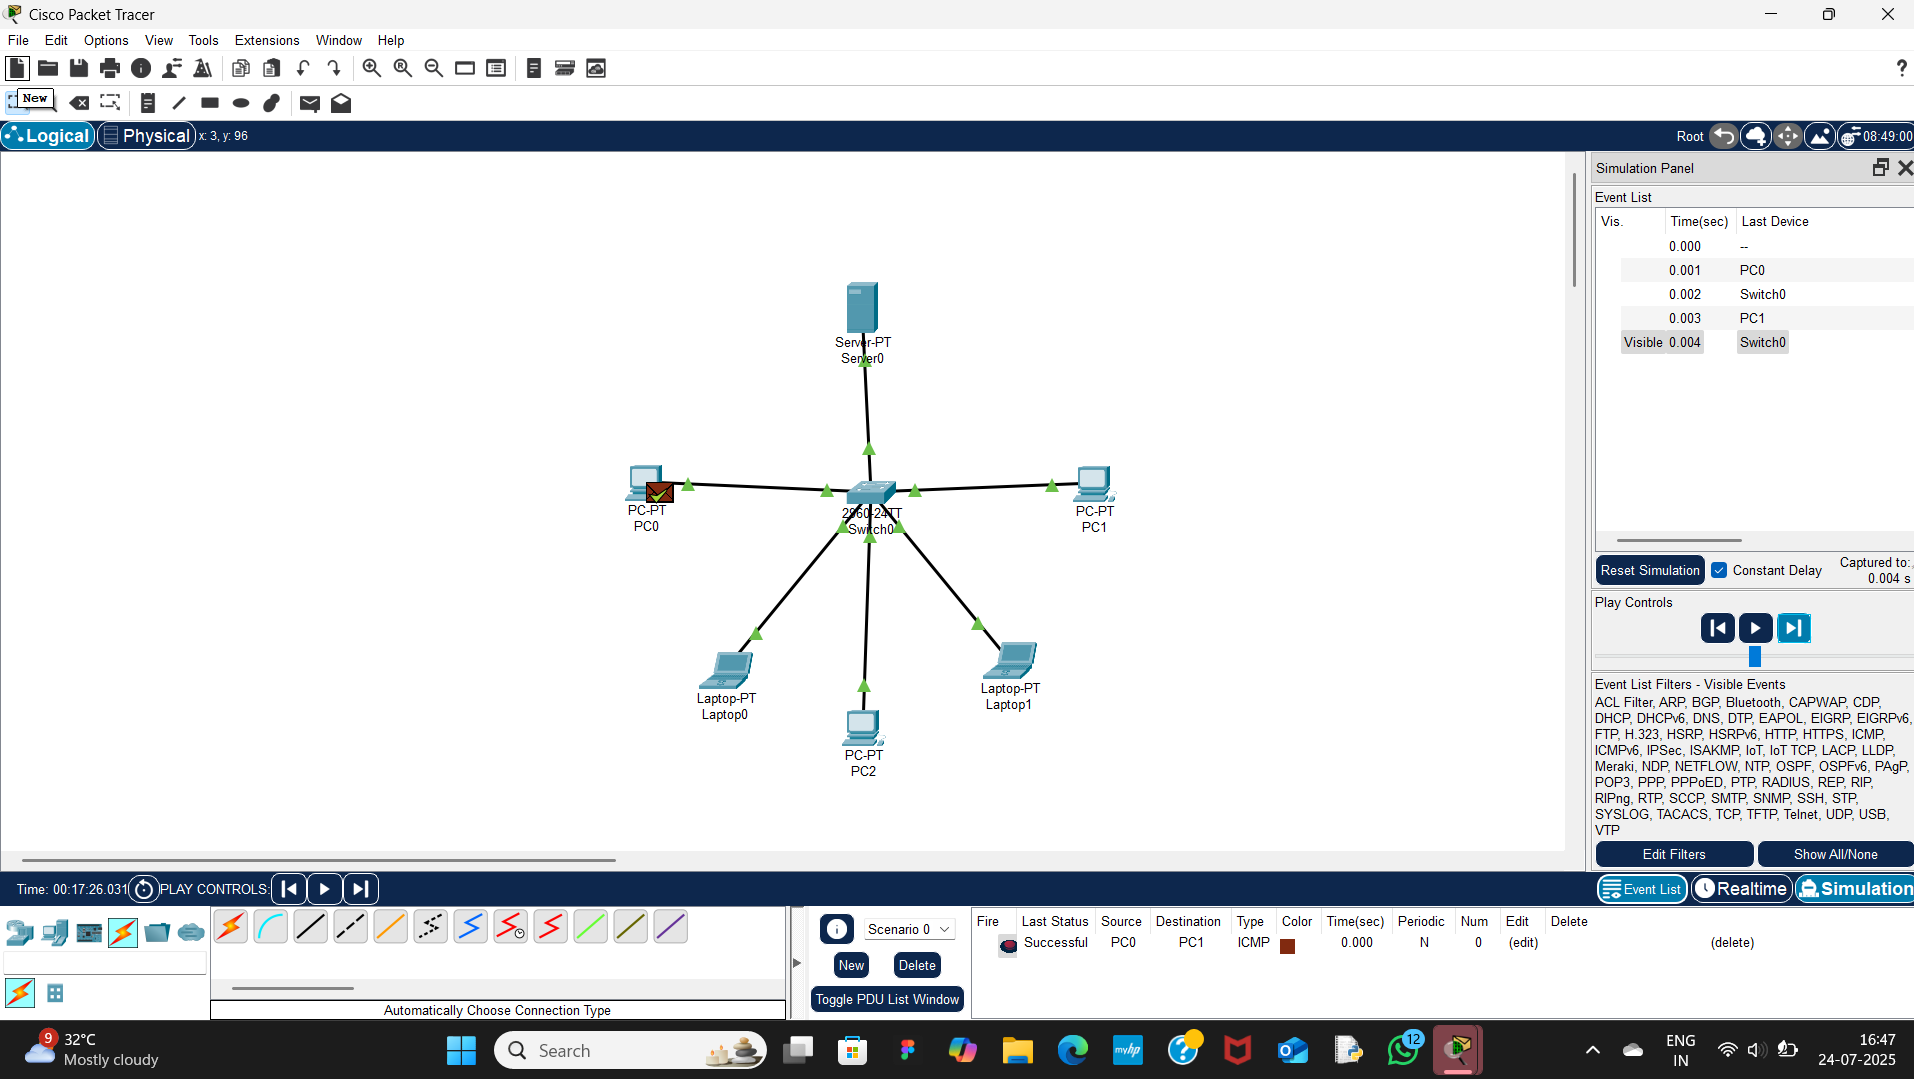 Cisco Packet Tracer
File Edit Options View Tools Extensions Window Help
New
Logical Physical x: 3, y: 96 Root 08:49:00
Simulation Panel
Event List
Vis. Time(sec) Last Device
0.000 --
0.001 PC0
0.002 Switch0
0.003 PC1
Visible 0.004 Switch0
Server-PT
Server0
PC-PT
PC0
2960-24TT
Switch0
PC-PT
PC1
Laptop-PT
Laptop0
PC-PT
PC2
Laptop-PT
Laptop1
Reset Simulation Constant Delay Captured to:
0.004 s
Play Controls
Event List Filters - Visible Events
ACL Filter, ARP, BGP, Bluetooth, CAPWAP, CDP,
DHCP, DHCPv6, DNS, DTP, EAPOL, EIGRP, EIGRPv6,
FTP, H.323, HSRP, HSRPv6, HTTP, HTTPS, ICMP,
ICMPv6, IPSec, ISAKMP, IoT, IoT TCP, LACP, LLDP,
Meraki, NDP, NETFLOW, NTP, OSPF, OSPFv6, PAgP,
POP3, PPP, PPPoED, PTP, RADIUS, REP, RIP,
RIPng, RTP, SCCP, SMTP, SNMP, SSH, STP,
SYSLOG, TACACS, TCP, TFTP, Telnet, UDP, USB,
VTP
Edit Filters Show All/None
Time: 00:17:26.031 PLAY CONTROLS: Event List Realtime Simulation
Automatically Choose Connection Type
Scenario 0
New Delete
Toggle PDU List Window
Fire Last Status Source Destination Type Color Time(sec) Periodic Num Edit Delete
Successful PC0 PC1 ICMP 0.000 N 0 (edit) (delete)
9
32°C
Mostly cloudy
Search
myhp
12
ENG
IN
16:47
24-07-2025